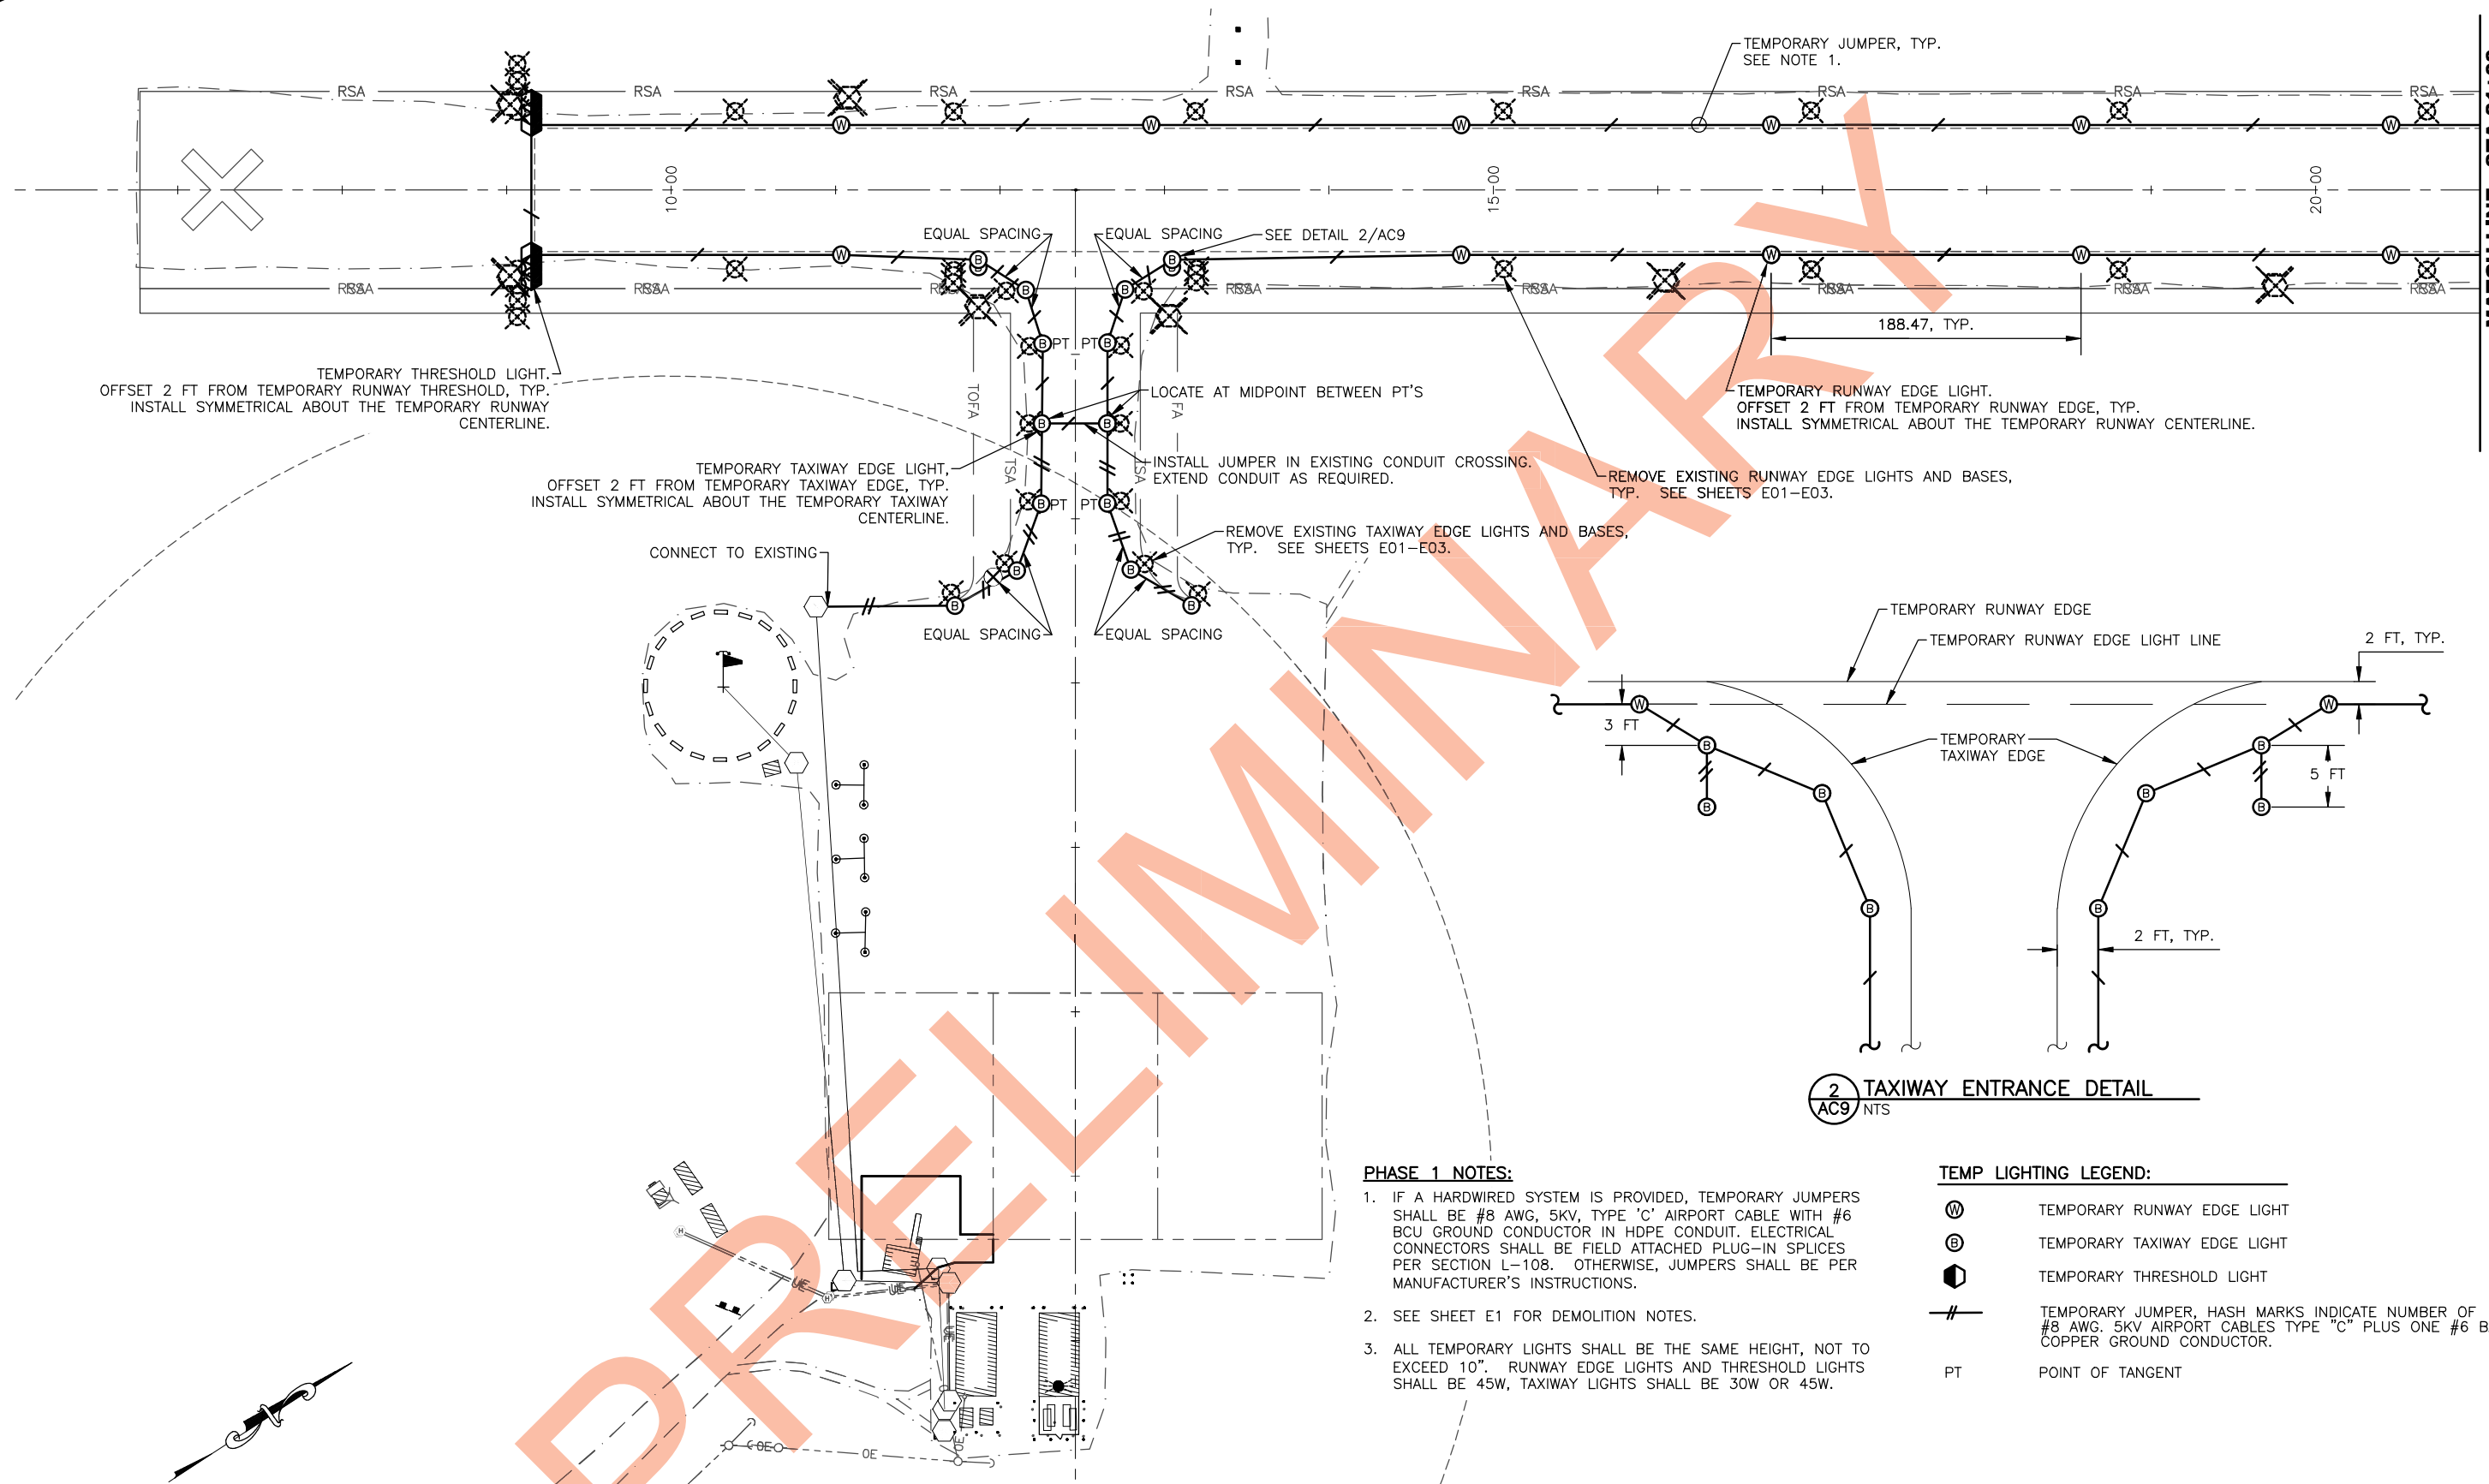 TEMPORARY JUMPER, TYP.
SEE NOTE 1.
RSA
RSA
RSA
RSA
RSA
RSA
RSA
RSA
10+00
15+00
20+00
EQUAL SPACING
EQUAL SPACING
SEE DETAIL 2/AC9
RSA
RSA
RSA
RSA
RSA
RSA
188.47, TYP.
PT
PT
TEMPORARY THRESHOLD LIGHT.
OFFSET 2 FT FROM TEMPORARY RUNWAY THRESHOLD, TYP.
INSTALL SYMMETRICAL ABOUT THE TEMPORARY RUNWAY
CENTERLINE.
TOFA
FA
LOCATE AT MIDPOINT BETWEEN PT'S
TEMPORARY RUNWAY EDGE LIGHT.
OFFSET 2 FT FROM TEMPORARY RUNWAY EDGE, TYP.
INSTALL SYMMETRICAL ABOUT THE TEMPORARY RUNWAY CENTERLINE.
TEMPORARY TAXIWAY EDGE LIGHT,
OFFSET 2 FT FROM TEMPORARY TAXIWAY EDGE, TYP.
INSTALL SYMMETRICAL ABOUT THE TEMPORARY TAXIWAY
CENTERLINE.
TSA
TSA
INSTALL JUMPER IN EXISTING CONDUIT CROSSING.
EXTEND CONDUIT AS REQUIRED.
REMOVE EXISTING RUNWAY EDGE LIGHTS AND BASES,
TYP. SEE SHEETS E01-E03.
PT
PT
REMOVE EXISTING TAXIWAY EDGE LIGHTS AND BASES,
TYP. SEE SHEETS E01-E03.
CONNECT TO EXISTING
EQUAL SPACING
EQUAL SPACING
TEMPORARY RUNWAY EDGE
TEMPORARY RUNWAY EDGE LIGHT LINE
2 FT, TYP.
3 FT
TEMPORARY
TAXIWAY EDGE
5 FT
2 FT, TYP.
2
AC9
TAXIWAY ENTRANCE DETAIL
NTS
PHASE 1 NOTES:
1. IF A HARDWIRED SYSTEM IS PROVIDED, TEMPORARY JUMPERS
SHALL BE #8 AWG, 5KV, TYPE 'C' AIRPORT CABLE WITH #6
BCU GROUND CONDUCTOR IN HDPE CONDUIT. ELECTRICAL
CONNECTORS SHALL BE FIELD ATTACHED PLUG-IN SPLICES
PER SECTION L-108. OTHERWISE, JUMPERS SHALL BE PER
MANUFACTURER'S INSTRUCTIONS.
2. SEE SHEET E1 FOR DEMOLITION NOTES.
3. ALL TEMPORARY LIGHTS SHALL BE THE SAME HEIGHT, NOT TO
EXCEED 10". RUNWAY EDGE LIGHTS AND THRESHOLD LIGHTS
SHALL BE 45W, TAXIWAY LIGHTS SHALL BE 30W OR 45W.
TEMP LIGHTING LEGEND:
W TEMPORARY RUNWAY EDGE LIGHT
B TEMPORARY TAXIWAY EDGE LIGHT
TEMPORARY THRESHOLD LIGHT
TEMPORARY JUMPER, HASH MARKS INDICATE NUMBER OF
#8 AWG. 5KV AIRPORT CABLES TYPE "C" PLUS ONE #6 B
COPPER GROUND CONDUCTOR.
PT POINT OF TANGENT
UE
UE
UE
OE
OE
OE
PRELIMINARY